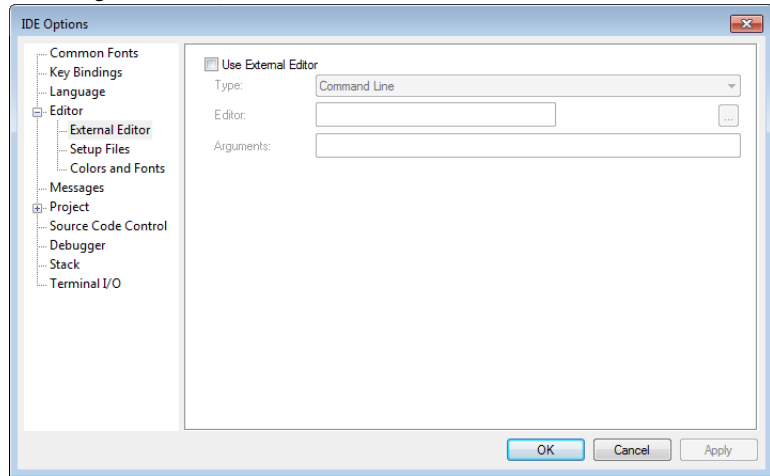 IDE Options
Common Fonts
Key Bindings
Language
Editor
External Editor
Setup Files
Colors and Fonts
Messages
Project
Source Code Control
Debugger
Stack
Terminal I/O
Use External Editor
Type:
Command Line
Editor:
...
Arguments:
OK
Cancel
Apply